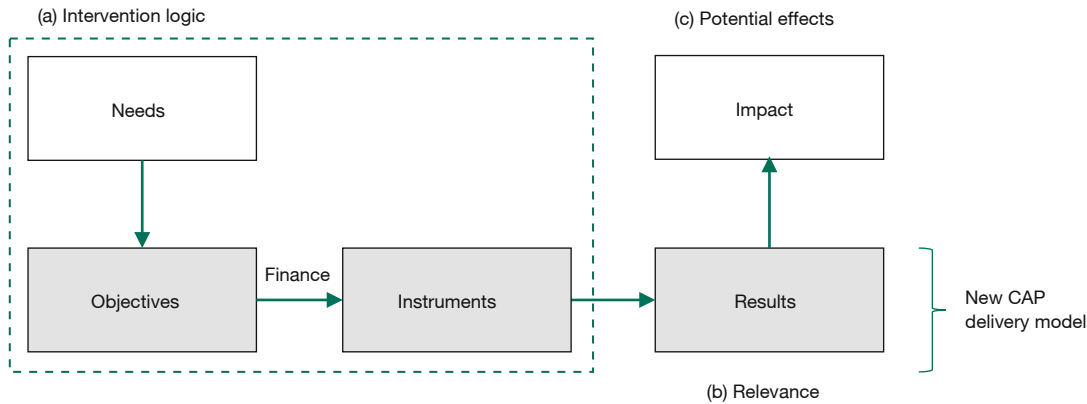 (a) Intervention logic
(c) Potential effects
Needs
Impact
Objectives
Finance
Instruments
Results
New CAP
delivery model
(b) Relevance